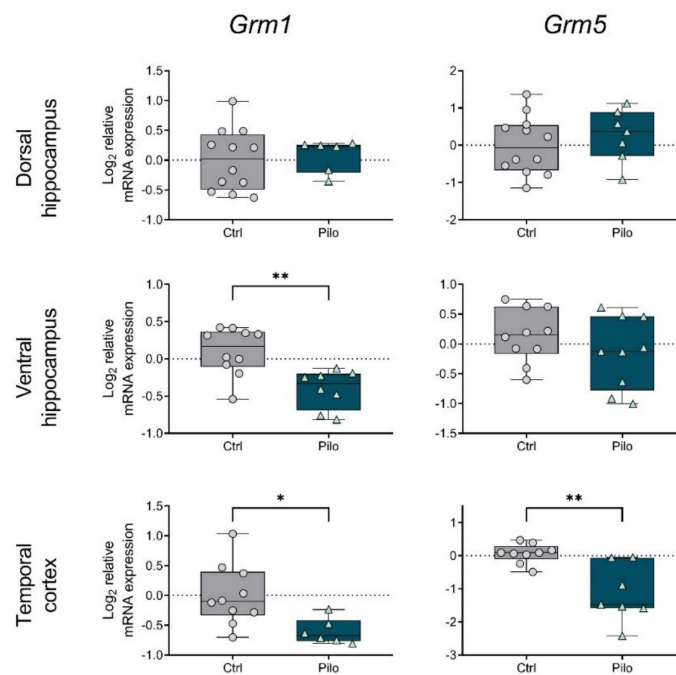 Grm1
Grm5
Dorsal
hippocampus
Log₂ relative
mRNA expression
1.5
1.0
0.5
0.0
-0.5
-1.0
Ctrl
Pilo
2
1
0
-1
-2
Ctrl
Pilo
Ventral
hippocampus
Log₂ relative
mRNA expression
1.0
0.5
0.0
-0.5
-1.0
**
Ctrl
Pilo
1.0
0.5
0.0
-0.5
-1.0
-1.5
Ctrl
Pilo
Temporal
cortex
Log₂ relative
mRNA expression
1.5
1.0
0.5
0.0
-0.5
-1.0
*
Ctrl
Pilo
1
0
-1
-2
-3
**
Ctrl
Pilo